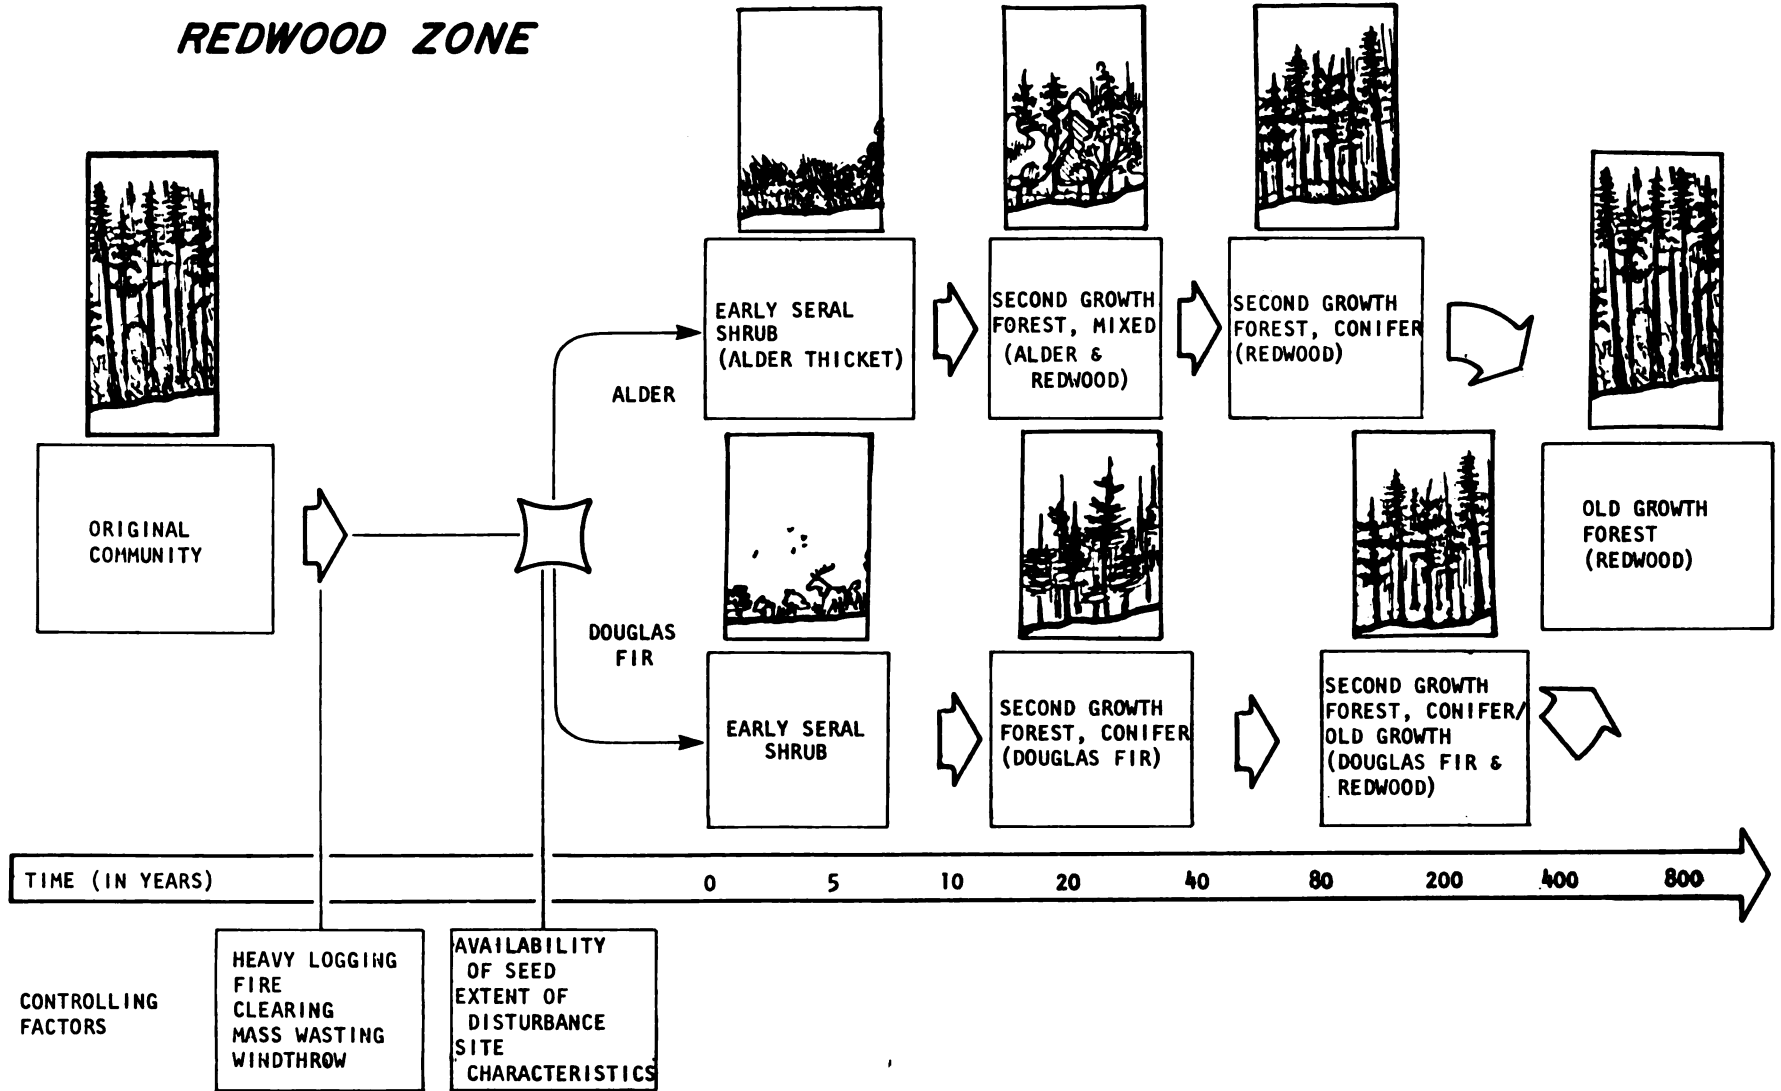 REDWOOD ZONE
ORIGINAL
COMMUNITY
ALDER
EARLY SERAL
SHRUB
(ALDER THICKET)
SECOND GROWTH
FOREST, MIXED
(ALDER &
REDWOOD)
SECOND GROWTH
FOREST, CONIFER
(REDWOOD)
DOUGLAS
FIR
EARLY SERAL
SHRUB
SECOND GROWTH
FOREST, CONIFER
(DOUGLAS FIR)
SECOND GROWTH
FOREST, CONIFER/
OLD GROWTH
(DOUGLAS FIR &
REDWOOD)
OLD GROWTH
FOREST
(REDWOOD)
TIME (IN YEARS) 0 5 10 20 40 80 200 400 800
CONTROLLING
FACTORS
HEAVY LOGGING
FIRE
CLEARING
MASS WASTING
WINDTHROW
AVAILABILITY
OF SEED
EXTENT OF
DISTURBANCE
SITE
CHARACTERISTICS